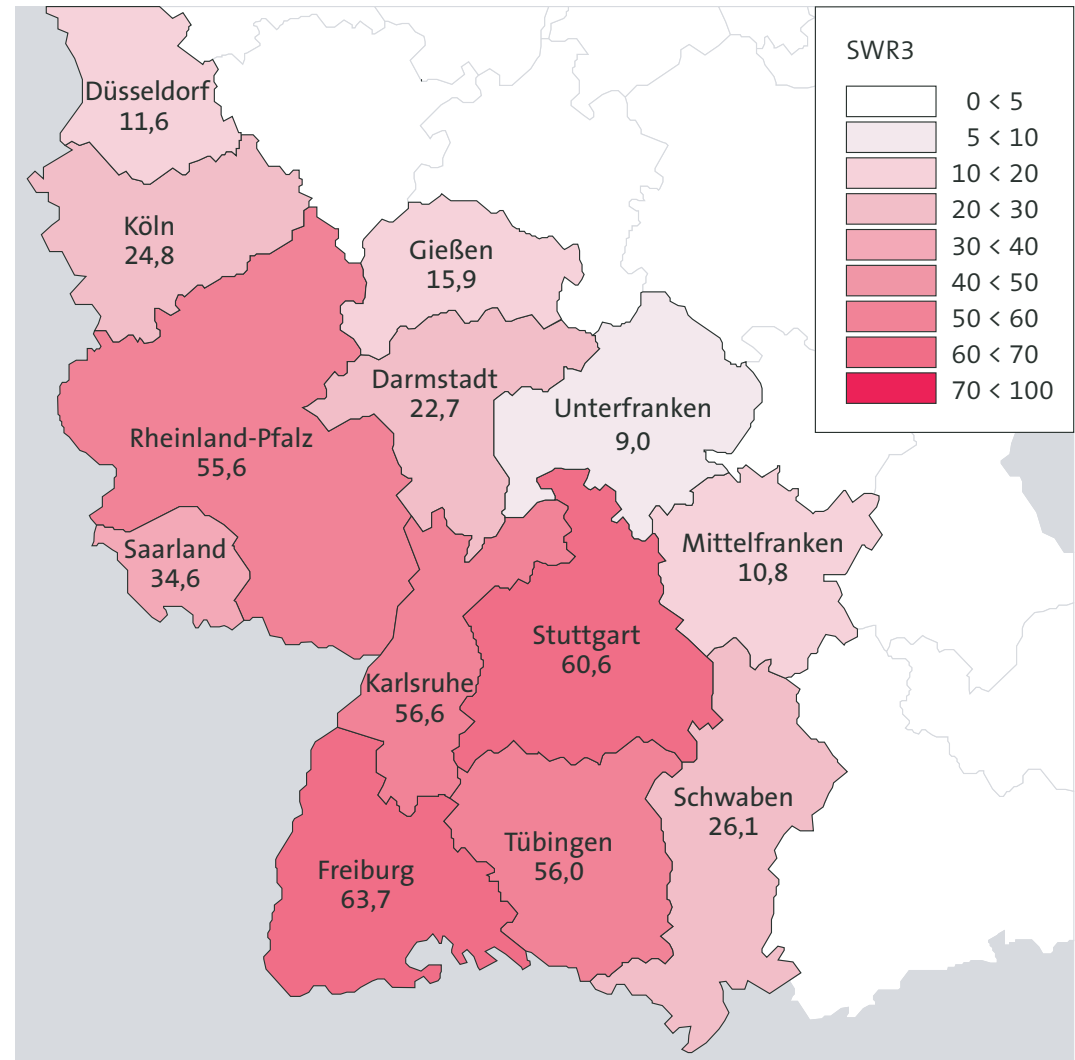 SWR3
0 < 5
5 < 10
10 < 20
20 < 30
30 < 40
40 < 50
50 < 60
60 < 70
70 < 100
Düsseldorf
11,6
Köln
24,8
Gießen
15,9
Darmstadt
22,7
Unterfranken
9,0
Rheinland-Pfalz
55,6
Saarland
34,6
Mittelfranken
10,8
Stuttgart
60,6
Karlsruhe
56,6
Schwaben
26,1
Tübingen
56,0
Freiburg
63,7